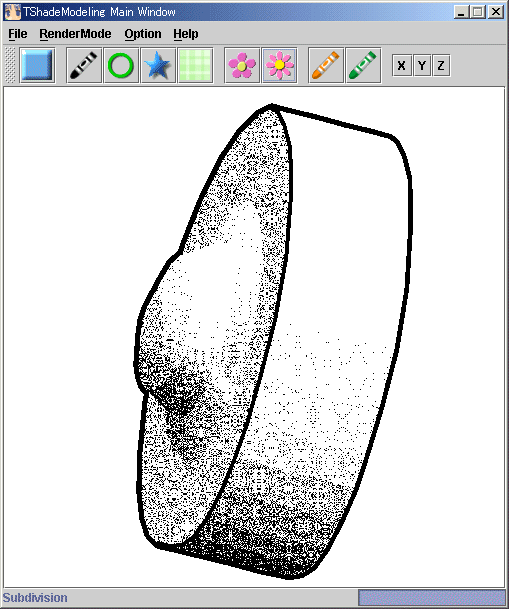 TShadeModeling Main Window
File RenderMode Option Help
X Y Z
Subdivision